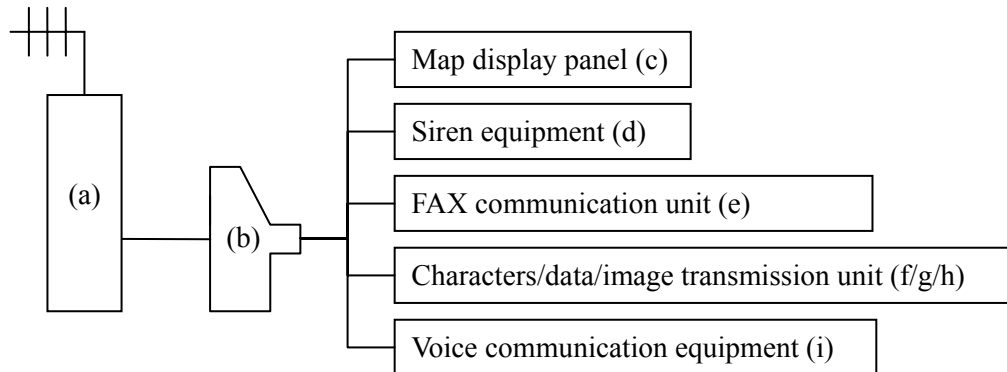 Map display panel (c)
Siren equipment (d)
(a)
FAX communication unit (e)
(b)
Characters/data/image transmission unit (f/g/h)
Voice communication equipment (i)